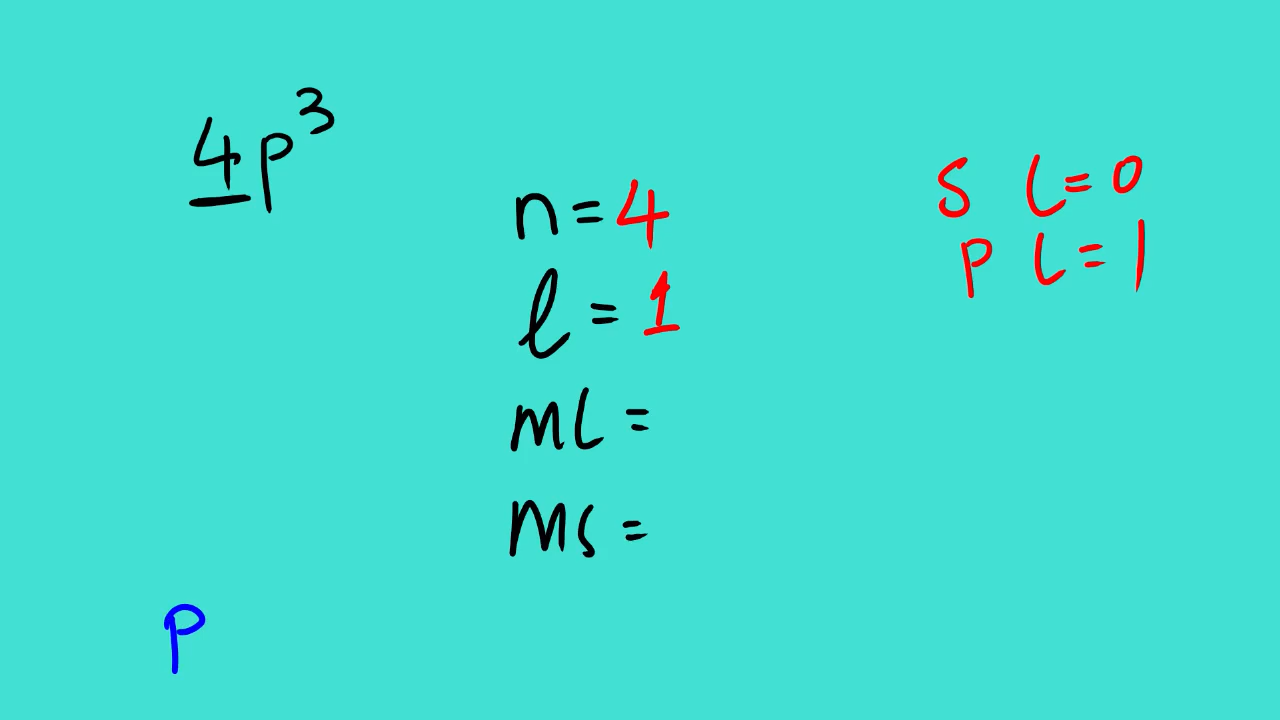 4p³
n = 4
l = 1
ml =
ms =
s l = 0
p l = 1
p